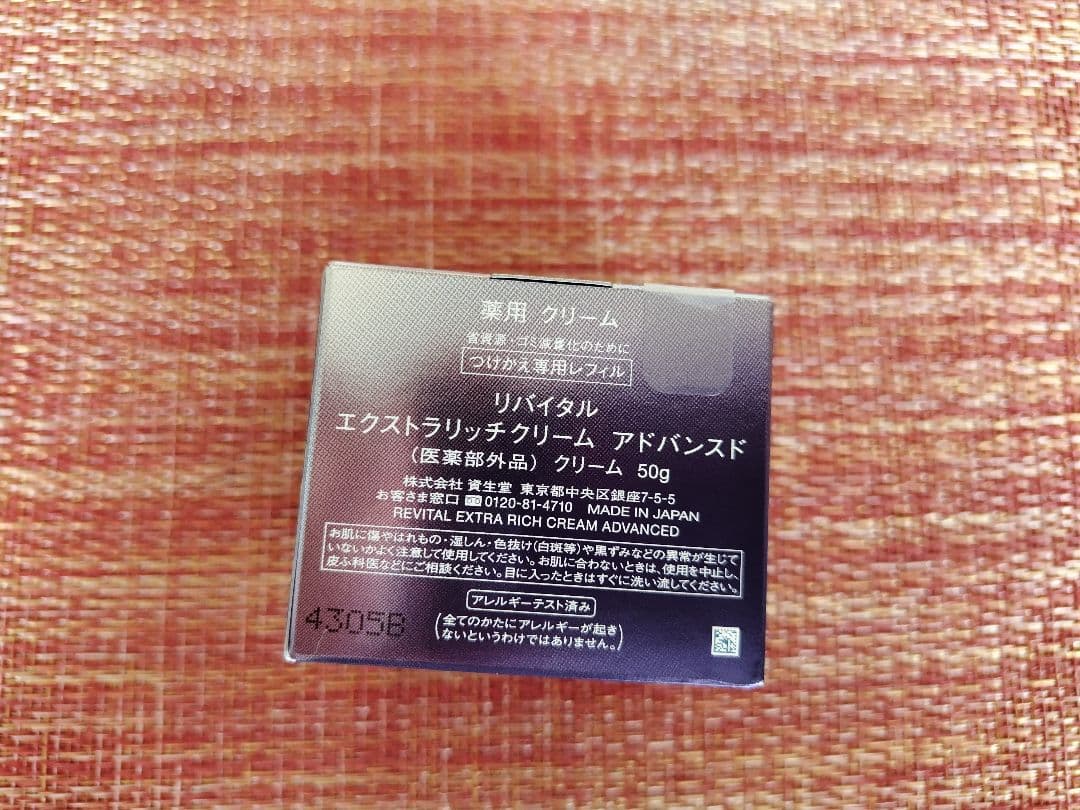 薬用 クリーム
省資源・ゴミ減量化のために
つけかえ専用レフィル
リバイタル
エクストラリッチクリーム アドバンスド
（医薬部外品） クリーム 50g
株式会社 資生堂 東京都中央区銀座7-5-5
お客さま窓口 0120-81-4710 MADE IN JAPAN
REVITAL EXTRA RICH CREAM ADVANCED
お肌に傷やはれもの・湿しん・色抜け（白斑等）や黒ずみなどの異常が生じて
いないかよく注意して使用してください。お肌に合わないときは、使用を中止し、
皮ふ科医などにご相談ください。目に入ったときはすぐに洗い流してください。
アレルギーテスト済み
（全てのかたにアレルギーが起き
ないというわけではありません。）
4305B